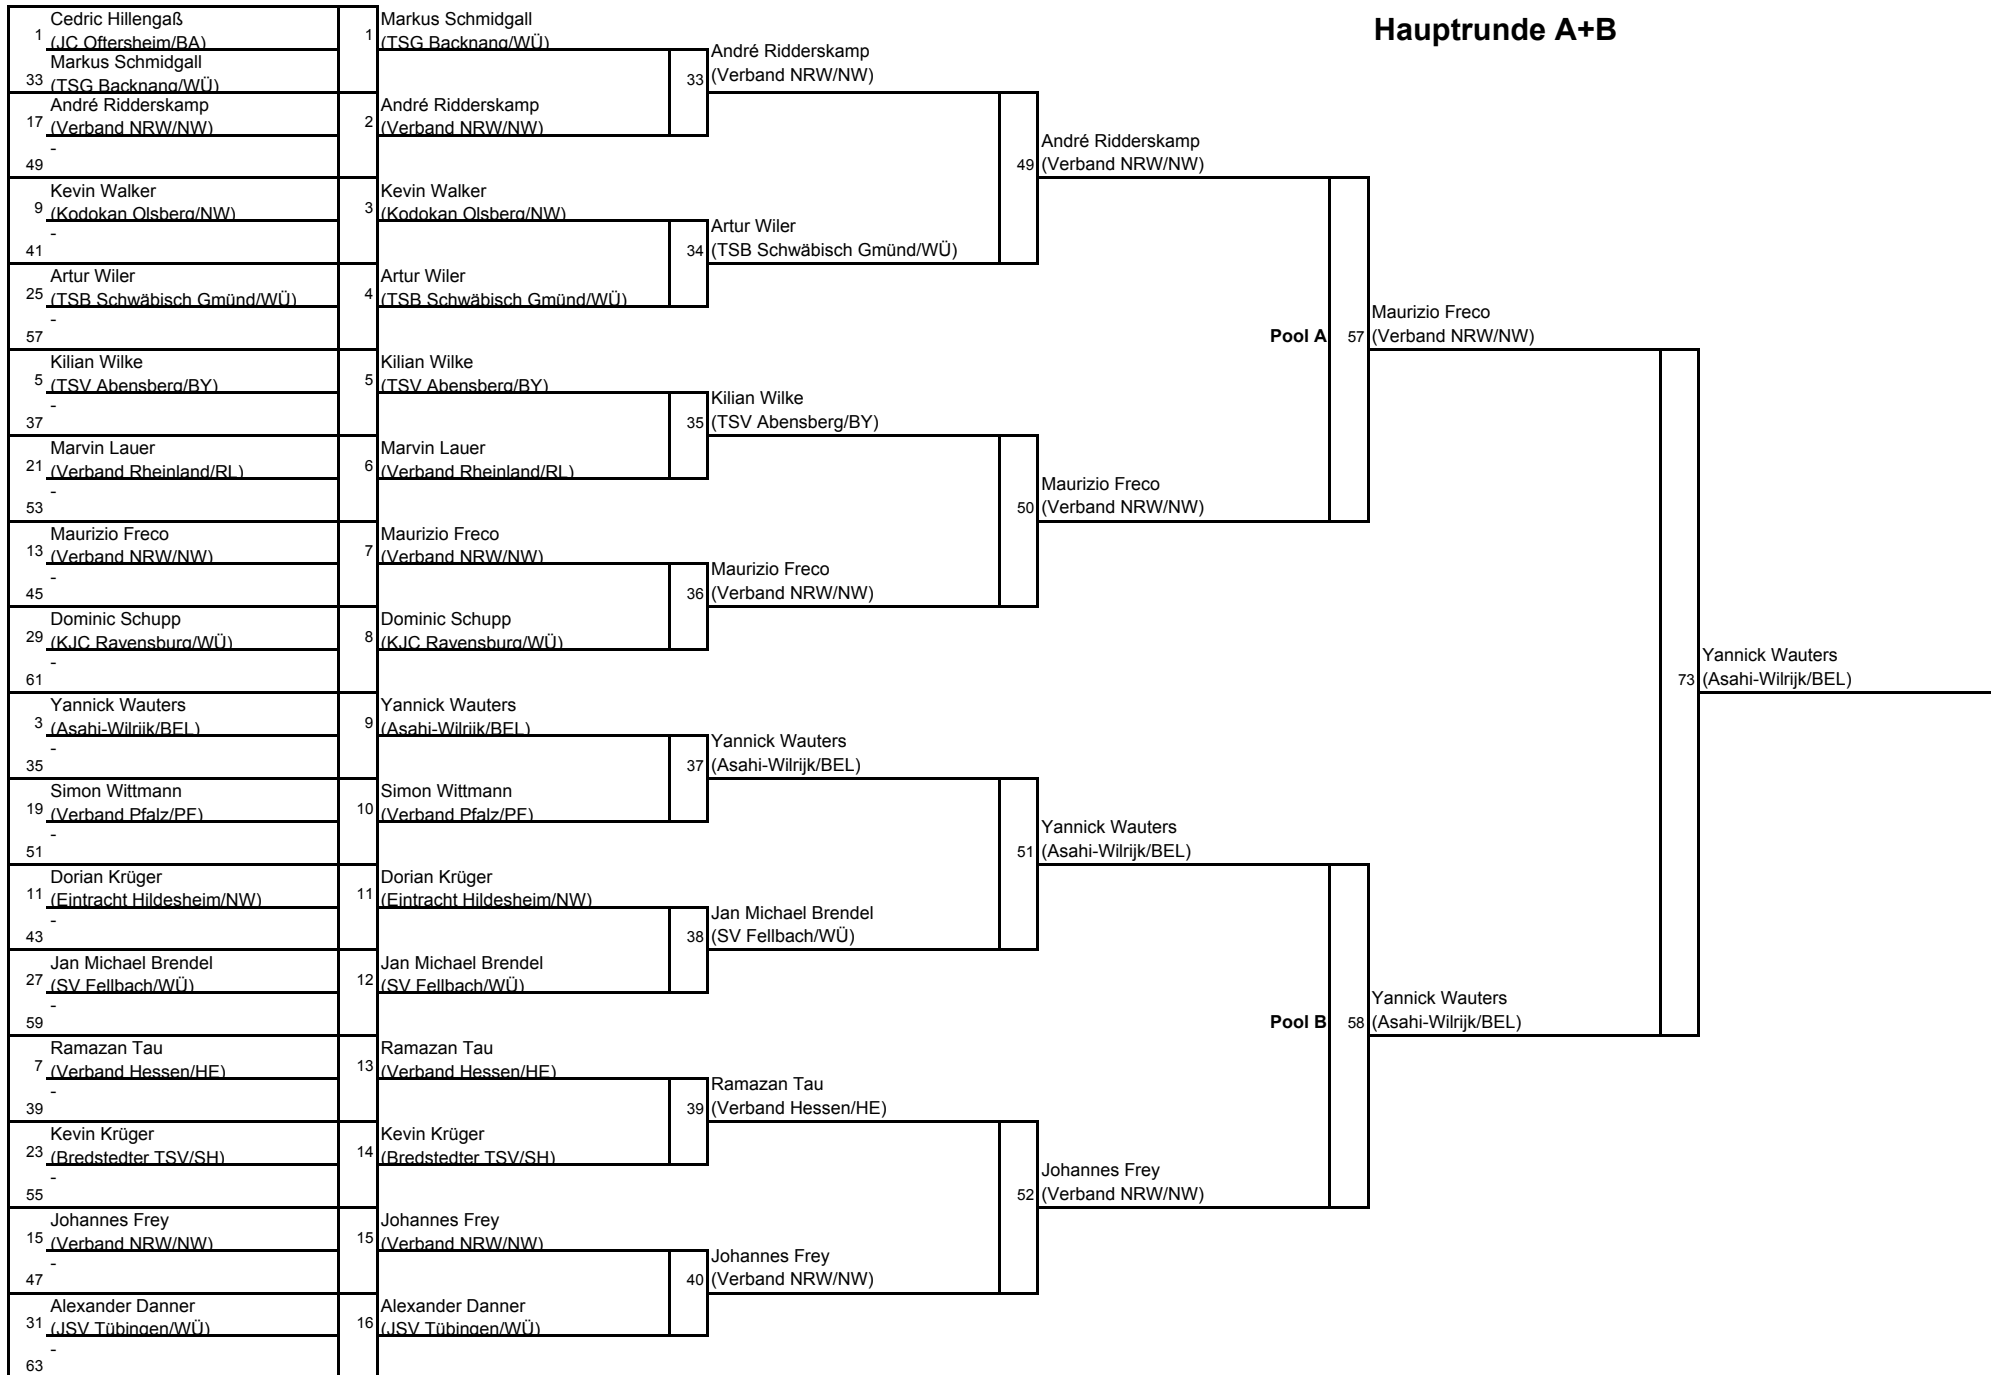 Hauptrunde A+B
1 Cedric Hillengaß
(JC Oftersheim/BA)
33 Markus Schmidgall
(TSG Backnang/WÜ)
17 André Ridderskamp
(Verband NRW/NW)
49 -
9 Kevin Walker
(Kodokan Olsberg/NW)
41 -
25 Artur Wiler
(TSB Schwäbisch Gmünd/WÜ)
57 -
5 Kilian Wilke
(TSV Abensberg/BY)
37 -
21 Marvin Lauer
(Verband Rheinland/RL)
53 -
13 Maurizio Freco
(Verband NRW/NW)
45 -
29 Dominic Schupp
(KJC Ravensburg/WÜ)
61 -
3 Yannick Wauters
(Asahi-Wilrijk/BEL)
35 -
19 Simon Wittmann
(Verband Pfalz/PF)
51 -
11 Dorian Krüger
(Eintracht Hildesheim/NW)
43 -
27 Jan Michael Brendel
(SV Fellbach/WÜ)
59 -
7 Ramazan Tau
(Verband Hessen/HE)
39 -
23 Kevin Krüger
(Bredstedter TSV/SH)
55 -
15 Johannes Frey
(Verband NRW/NW)
47 -
31 Alexander Danner
(JSV Tübingen/WÜ)
63 -
1 Markus Schmidgall
(TSG Backnang/WÜ)
2 André Ridderskamp
(Verband NRW/NW)
3 Kevin Walker
(Kodokan Olsberg/NW)
4 Artur Wiler
(TSB Schwäbisch Gmünd/WÜ)
5 Kilian Wilke
(TSV Abensberg/BY)
6 Marvin Lauer
(Verband Rheinland/RL)
7 Maurizio Freco
(Verband NRW/NW)
8 Dominic Schupp
(KJC Ravensburg/WÜ)
9 Yannick Wauters
(Asahi-Wilrijk/BEL)
10 Simon Wittmann
(Verband Pfalz/PF)
11 Dorian Krüger
(Eintracht Hildesheim/NW)
12 Jan Michael Brendel
(SV Fellbach/WÜ)
13 Ramazan Tau
(Verband Hessen/HE)
14 Kevin Krüger
(Bredstedter TSV/SH)
15 Johannes Frey
(Verband NRW/NW)
16 Alexander Danner
(JSV Tübingen/WÜ)
33 André Ridderskamp
(Verband NRW/NW)
34 Artur Wiler
(TSB Schwäbisch Gmünd/WÜ)
35 Kilian Wilke
(TSV Abensberg/BY)
36 Maurizio Freco
(Verband NRW/NW)
37 Yannick Wauters
(Asahi-Wilrijk/BEL)
38 Jan Michael Brendel
(SV Fellbach/WÜ)
39 Ramazan Tau
(Verband Hessen/HE)
40 Johannes Frey
(Verband NRW/NW)
49 André Ridderskamp
(Verband NRW/NW)
50 Maurizio Freco
(Verband NRW/NW)
51 Yannick Wauters
(Asahi-Wilrijk/BEL)
52 Johannes Frey
(Verband NRW/NW)
Pool A 57 Maurizio Freco
(Verband NRW/NW)
Pool B 58 Yannick Wauters
(Asahi-Wilrijk/BEL)
73 Yannick Wauters
(Asahi-Wilrijk/BEL)